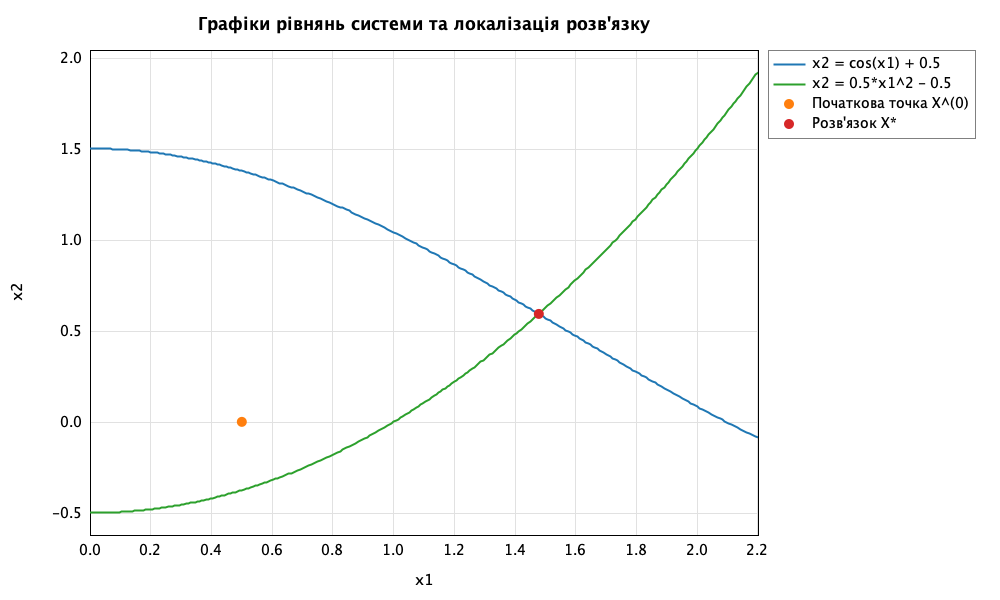 Графіки рівнянь системи та локалізація розв'язку
x2 = cos(x1) + 0.5
x2 = 0.5*x1^2 − 0.5
Початкова точка X^(0)
Розв'язок X*
2.0
1.5
1.0
0.5
0.0
−0.5
x2
0.0 0.2 0.4 0.6 0.8 1.0 1.2 1.4 1.6 1.8 2.0 2.2
x1